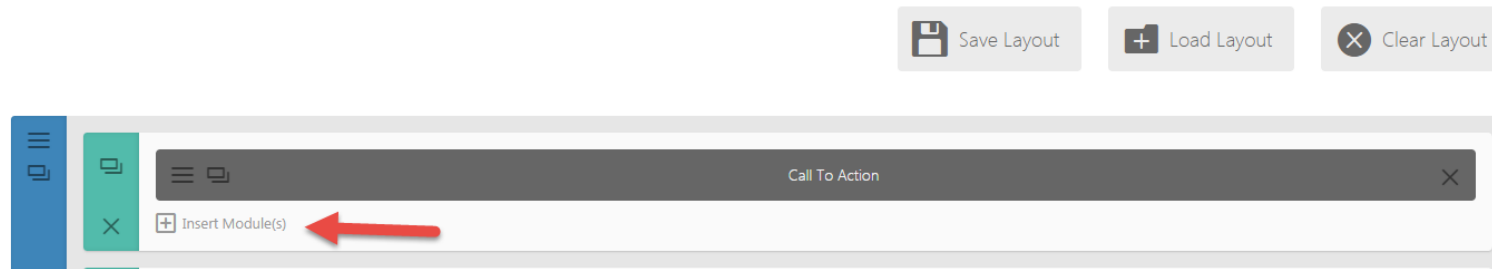 Save Layout
Load Layout
Clear Layout
Call To Action
Insert Module(s)